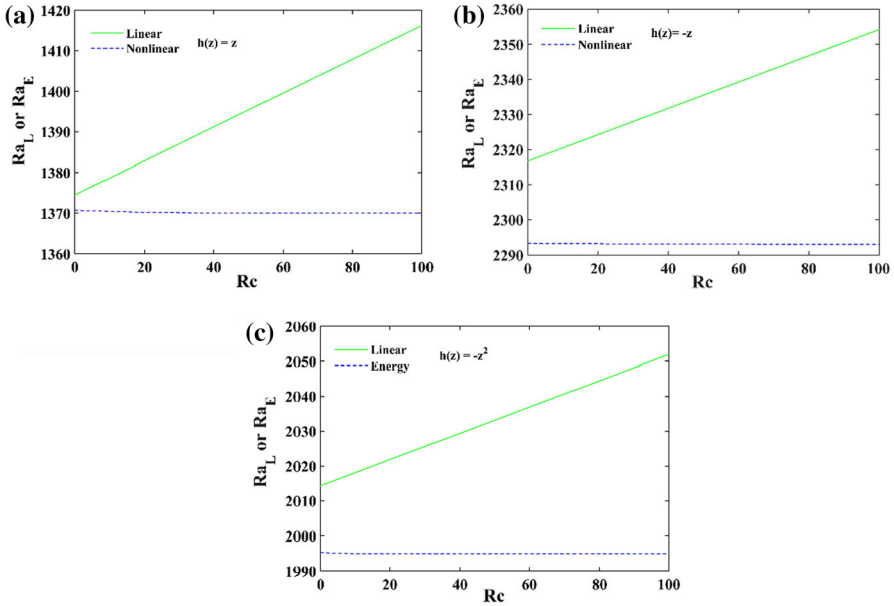 (a)
1420
1410
1400
1390
1380
1370
1360
Ra_L or Ra_E
Linear
Nonlinear
h(z) = z
0 20 40 60 80 100
Rc
(b)
2360
2350
2340
2330
2320
2310
2300
2290
Ra_L or Ra_E
Linear
Nonlinear
h(z) = -z
0 20 40 60 80 100
Rc
(c)
2060
2050
2040
2030
2020
2010
2000
1990
Ra_L or Ra_E
Linear
Energy
h(z) = -z²
0 20 40 60 80 100
Rc